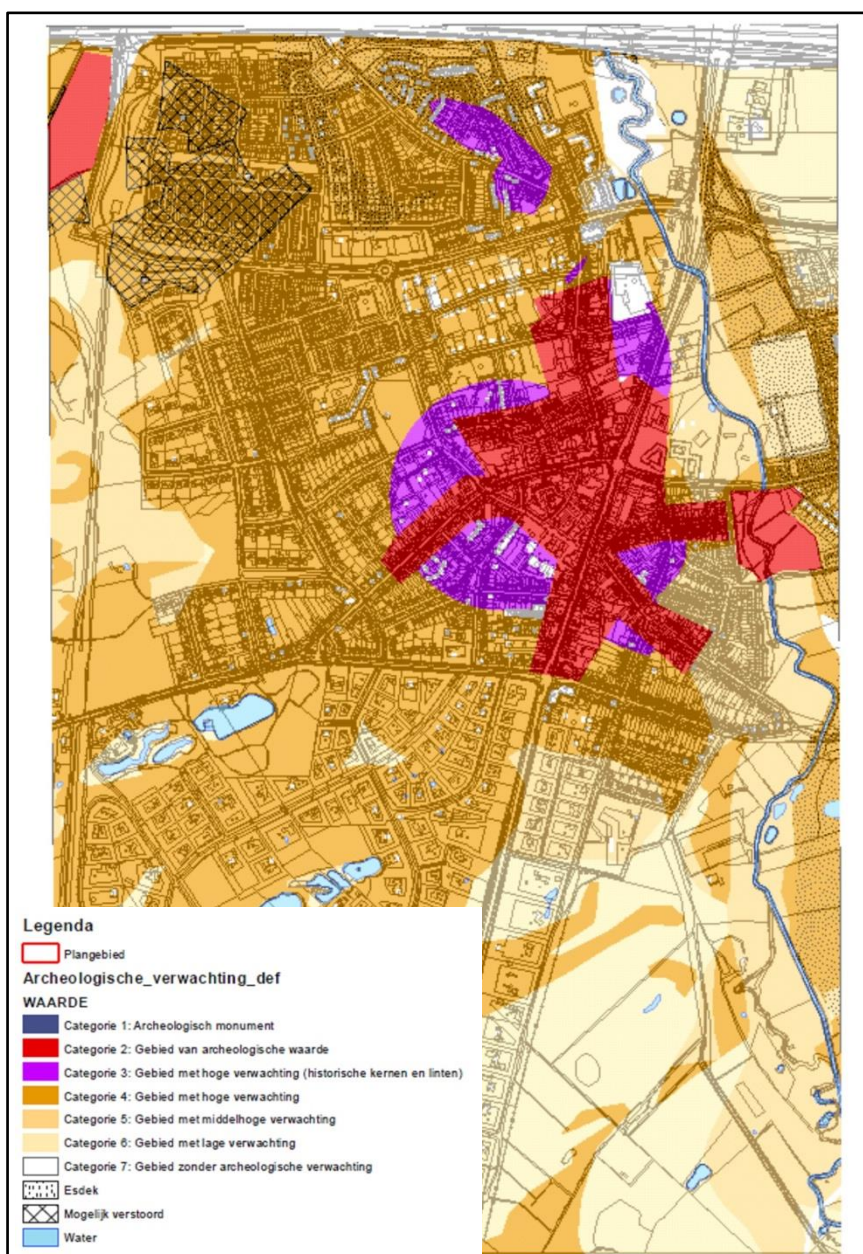 Legenda
Plangebied
Archeologische_verwachting_def
WAARDE
Categorie 1: Archeologisch monument
Categorie 2: Gebied van archeologische waarde
Categorie 3: Gebied met hoge verwachting (historische kernen en linten)
Categorie 4: Gebied met hoge verwachting
Categorie 5: Gebied met middelhoge verwachting
Categorie 6: Gebied met lage verwachting
Categorie 7: Gebied zonder archeologische verwachting
Esdek
Mogelijk verstoord
Water